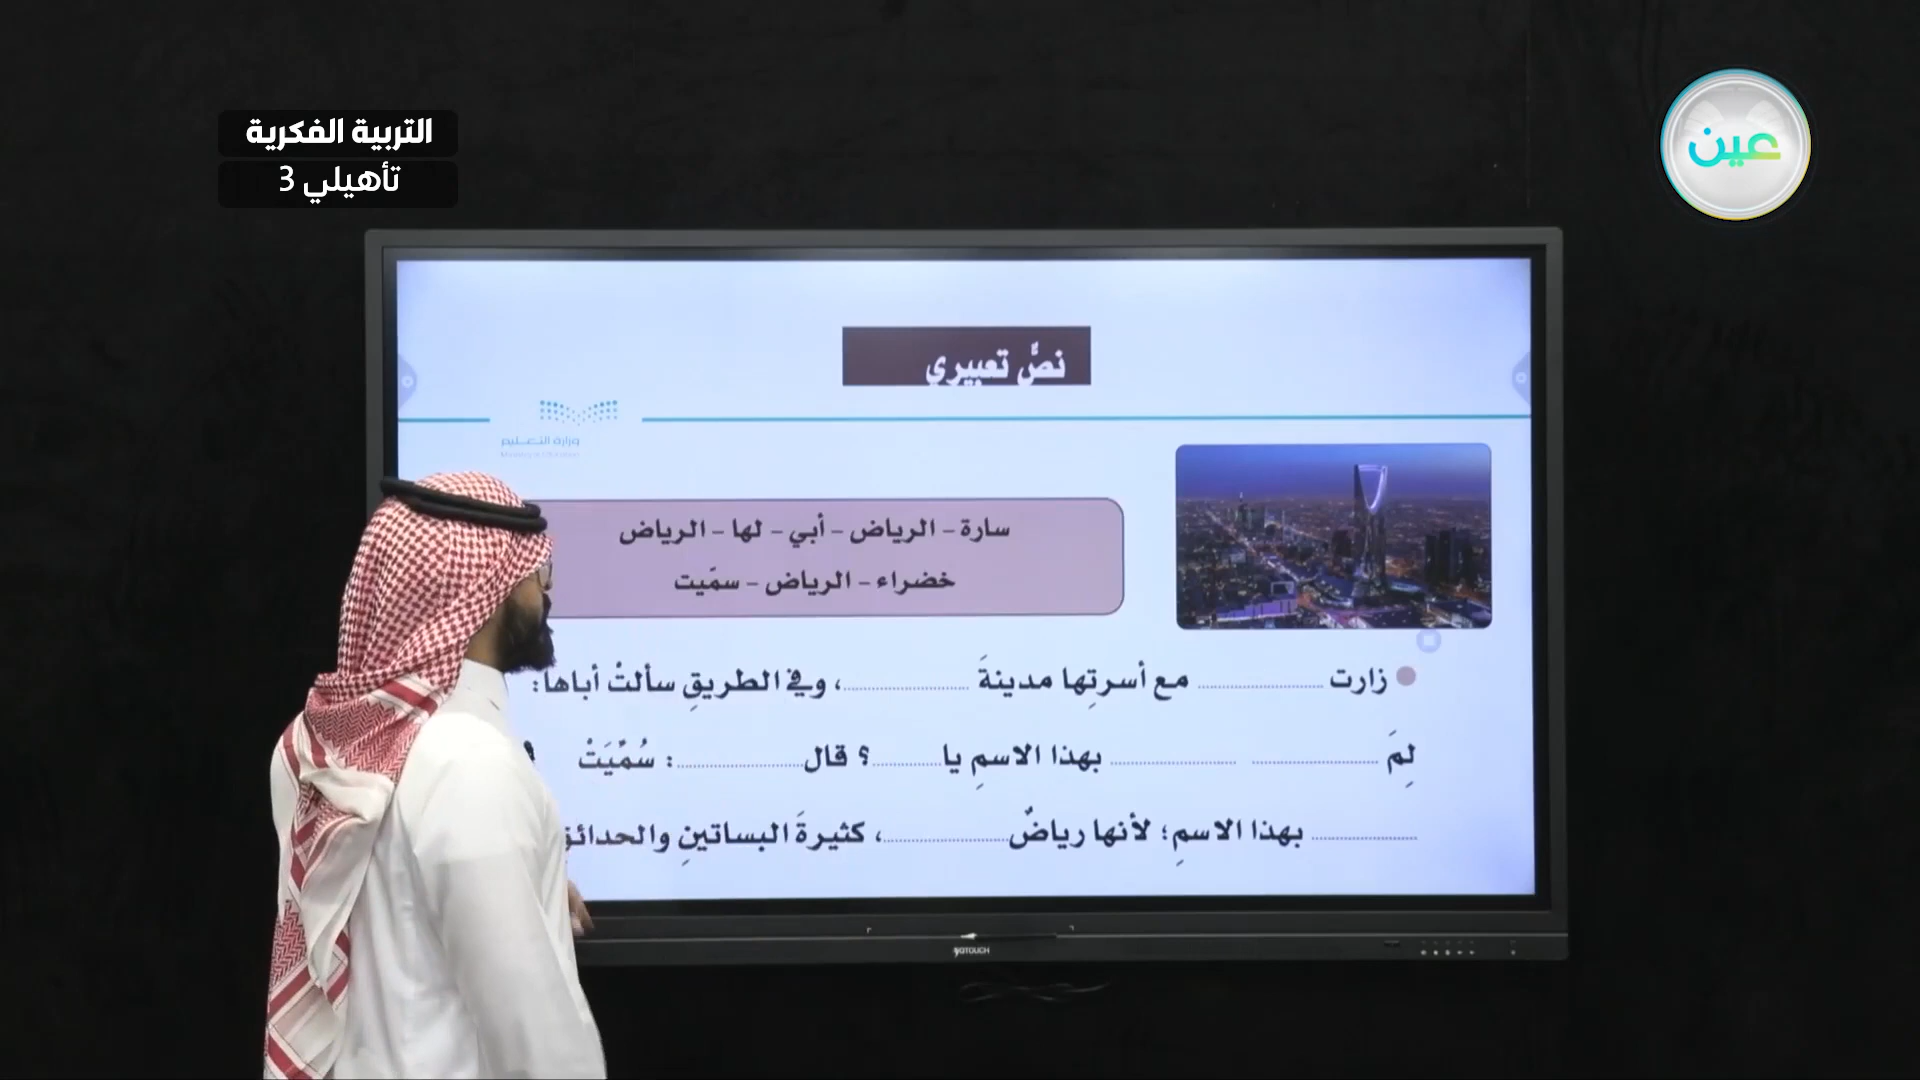 التربية الفكرية
تأهيلي 3
عين
نصٌّ تعبيري
وزارة التعليم
سارة - الرياض - أبي - لها - الرياض
خضراء - الرياض - سمّيت
زارت ............ مع أسرتِها مدينةَ ............، وفي الطريقِ سألتْ أباها:
لِمَ ............ ............ بهذا الاسمِ يا ........؟ قال ............: سُمِّيَتْ
............ بهذا الاسمِ؛ لأنها رياضٌ ............، كثيرةَ البساتينِ والحدائق